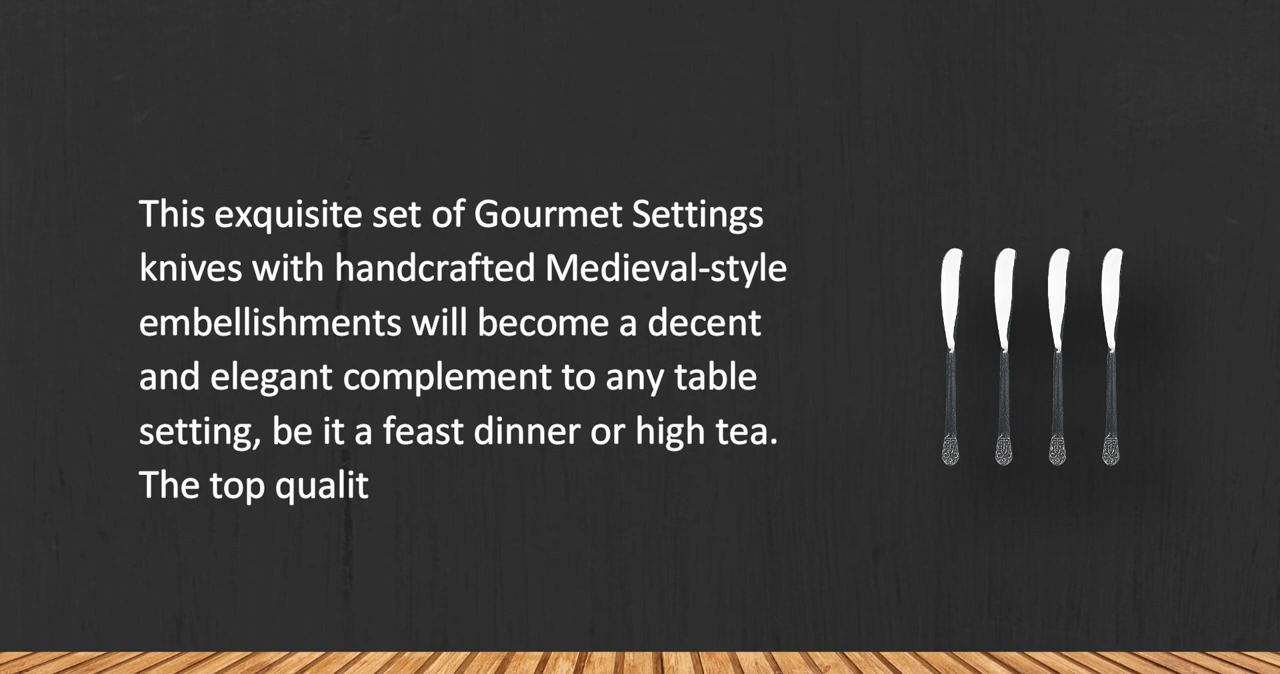 This exquisite set of Gourmet Settings
knives with handcrafted Medieval-style
embellishments will become a decent
and elegant complement to any table
setting, be it a feast dinner or high tea.
The top qualit